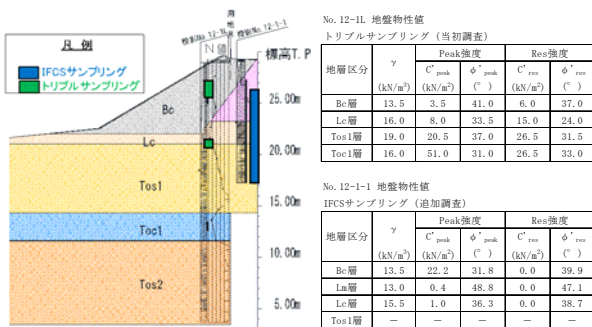 凡 例
IFCSサンプリング
トリプルサンプリング
標高T.P
N値
25.00m
20.00m
15.00m
10.00m
5.00m
Bc
Lc
Tos1
Toc1
Tos2
No.12-1L 地盤物性値
トリプルサンプリング（当初調査）
地層区分 γ Peak強度 Res強度
C'peak φ'peak C'res φ'res
(kN/m³) (kN/m²) (°) (kN/m²) (°)
Bc層 13.5 3.5 41.0 6.0 37.0
Lc層 16.0 8.0 33.5 15.0 24.0
Tos1層 19.0 20.5 37.0 26.5 31.5
Toc1層 16.0 51.0 31.0 26.5 33.0
No.12-1-1 地盤物性値
IFCSサンプリング（追加調査）
地層区分 γ Peak強度 Res強度
C'peak φ'peak C'res φ'res
(kN/m³) (kN/m²) (°) (kN/m²) (°)
Bc層 13.5 22.2 31.8 0.0 39.9
Lm層 13.0 0.4 48.8 0.0 47.1
Lc層 15.5 1.0 36.3 0.0 38.7
Tos1層 － － － － －